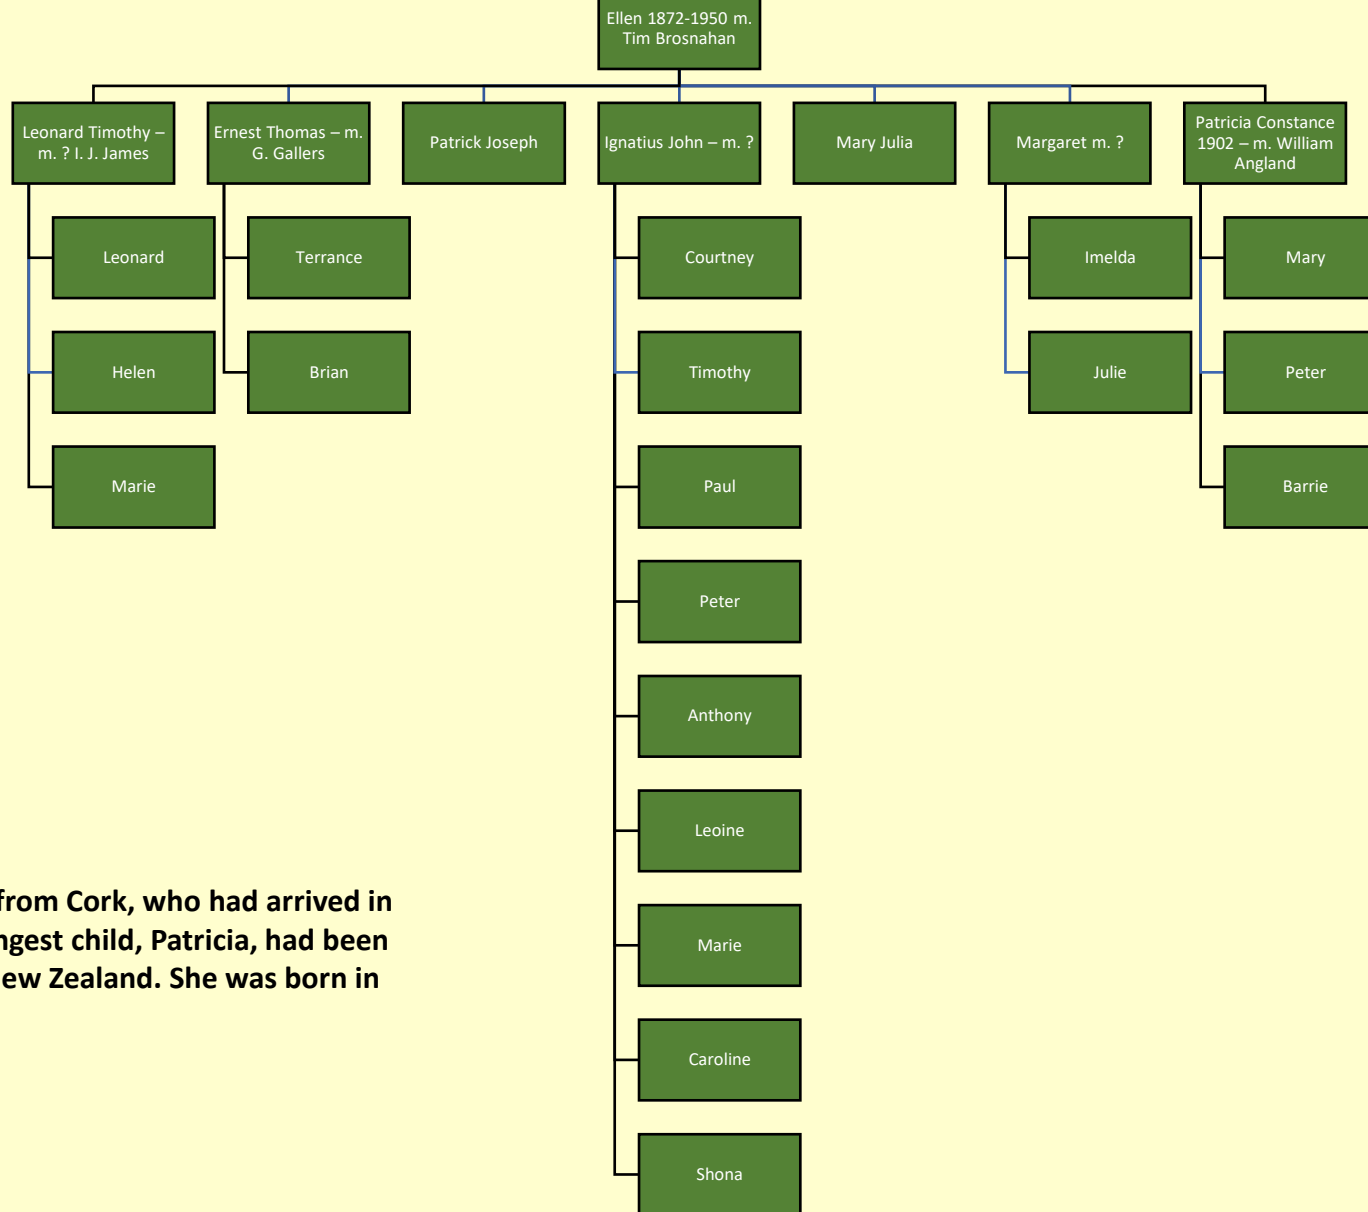 Ellen 1872-1950 m.
Tim Brosnahan
Leonard Timothy –
m. ? I. J. James
Ernest Thomas – m.
G. Gallers
Patrick Joseph
Ignatius John – m. ?
Mary Julia
Margaret m. ?
Patricia Constance
1902 – m. William
Angland
Leonard
Helen
Marie
Terrance
Brian
Courtney
Timothy
Paul
Peter
Anthony
Leoine
Marie
Caroline
Shona
Imelda
Julie
Mary
Peter
Barrie
from Cork, who had arrived in
ngest child, Patricia, had been
ew Zealand. She was born in